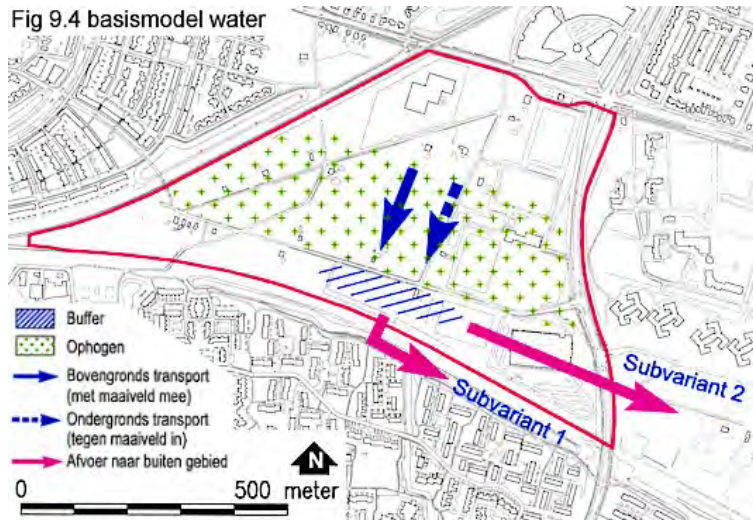 Fig 9.4 basismodel water
Subvariant 2
Subvariant 1
Buffer
Ophogen
Bovengronds transport
(met maaiveld mee)
Ondergronds transport
(tegen maaiveld in)
Afvoer naar buiten gebied
N
0 500 meter